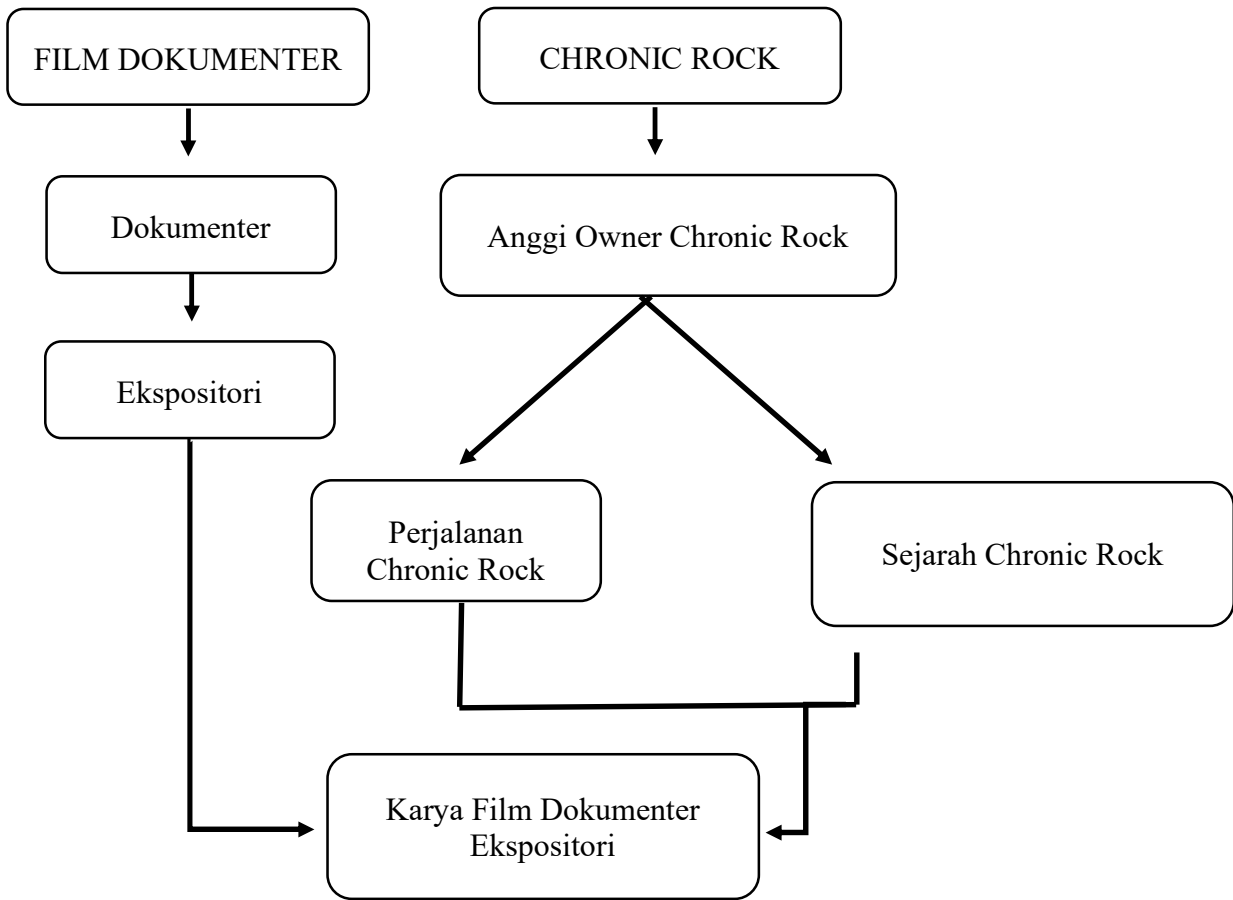 FILM DOKUMENTER
CHRONIC ROCK
Dokumenter
Anggi Owner Chronic Rock
Ekspositori
Perjalanan
Chronic Rock
Sejarah Chronic Rock
Karya Film Dokumenter
Ekspositori